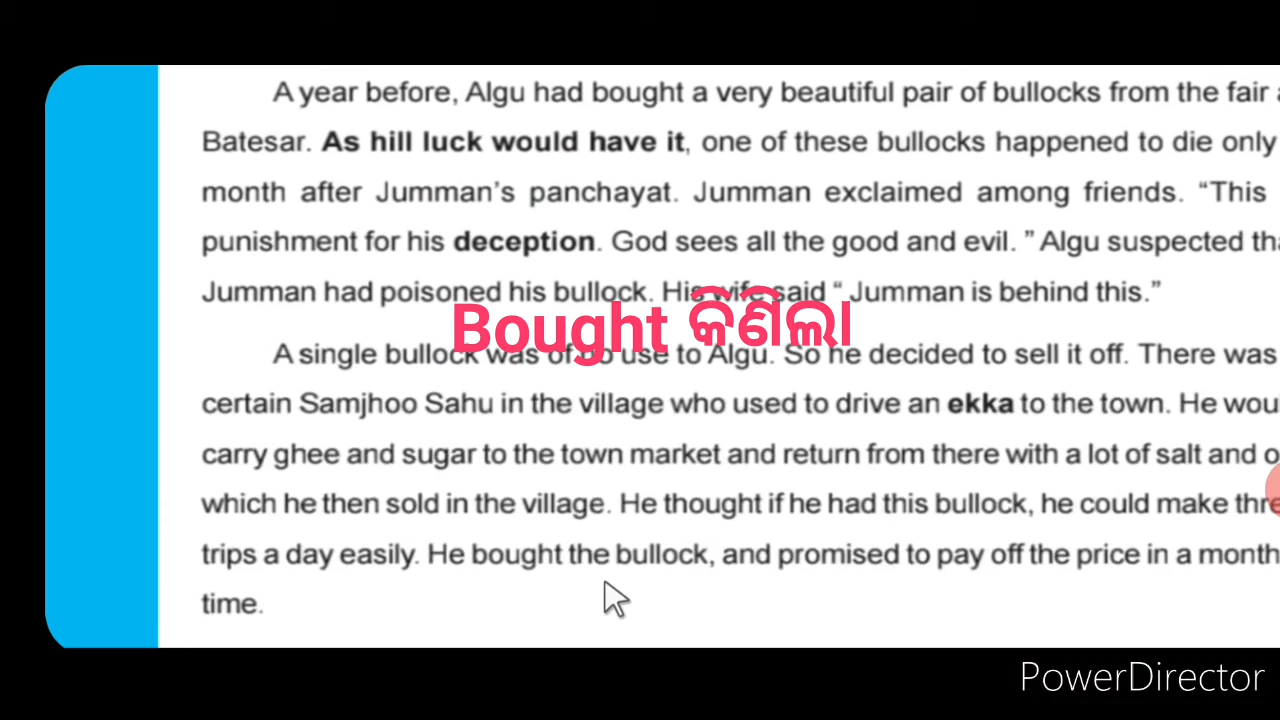 A year before, Algu had bought a very beautiful pair of bullocks from the fair
Batesar. As hill luck would have it, one of these bullocks happened to die only
month after Jumman's panchayat. Jumman exclaimed among friends. “This
punishment for his deception. God sees all the good and evil. ” Algu suspected
Jumman had poisoned his bullock. His wife said “ Jumman is behind this.”
Bought କିଣିଲା
A single bullock was of no use to Algu. So he decided to sell it off. There was
certain Samjhoo Sahu in the village who used to drive an ekka to the town. He
carry ghee and sugar to the town market and return from there with a lot of salt and
which he then sold in the village. He thought if he had this bullock, he could make
trips a day easily. He bought the bullock, and promised to pay off the price in a month
time.
PowerDirector